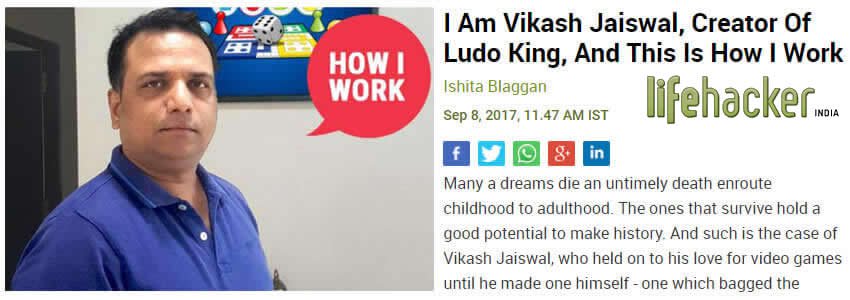 HOW I
WORK
I Am Vikash Jaiswal, Creator Of
Ludo King, And This Is How I Work
Ishita Blaggan
Sep 8, 2017, 11.47 AM IST
lifehacker
INDIA
f
g+
in
Many a dreams die an untimely death enroute
childhood to adulthood. The ones that survive hold a
good potential to make history. And such is the case of
Vikash Jaiswal, who held on to his love for video games
until he made one himself - one which bagged the